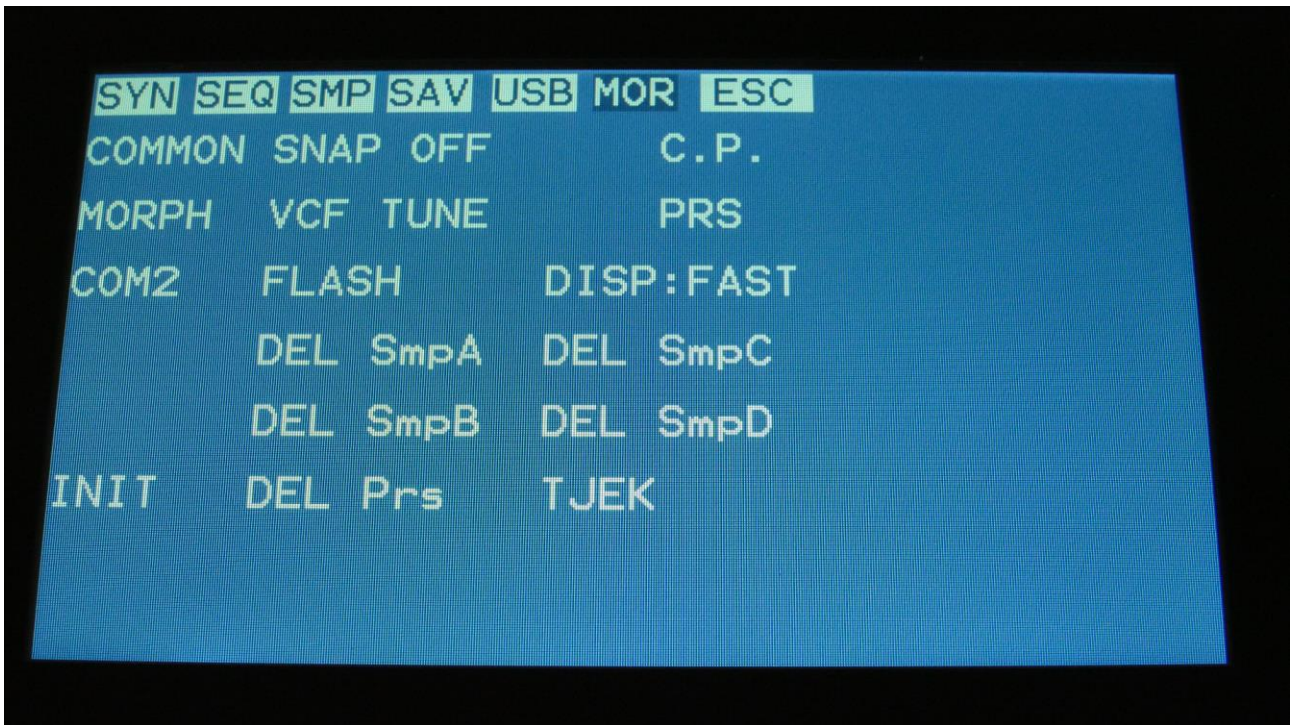 SYN SEQ SMP SAV USB MOR ESC
COMMON SNAP OFF C.P.
MORPH VCF TUNE PRS
COM2 FLASH DISP:FAST
DEL SmpA DEL SmpC
DEL SmpB DEL SmpD
INIT DEL Prs TJEK